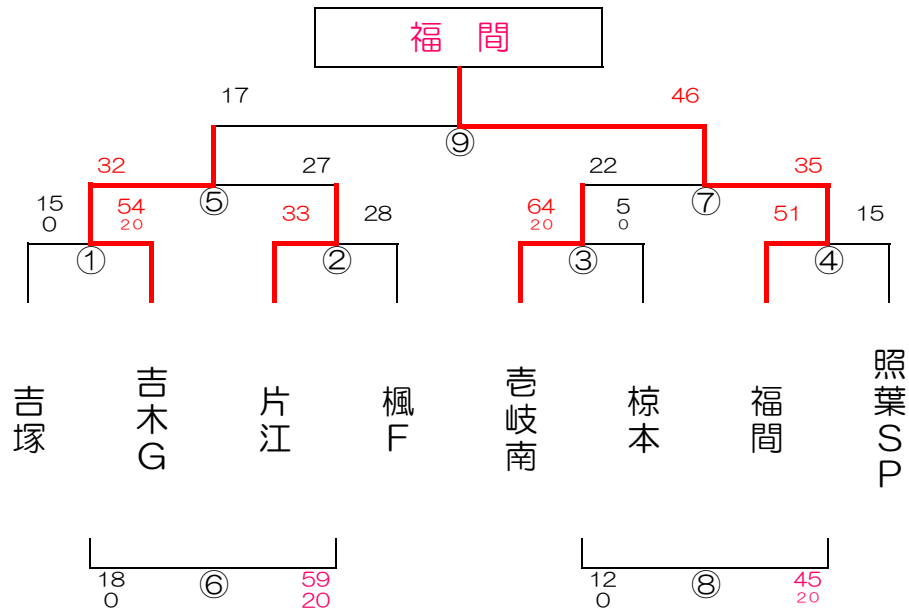 福 間
17 46
⑨
32 27 22 35
⑤ ⑦
15 54 33 28 64 5 51 15
0 20 20 0
① ② ③ ④
吉塚
吉木G
片江
楓F
壱岐南
椋本
福間
照葉SP
18 ⑥ 59 12 ⑧ 45
0 20 0 20